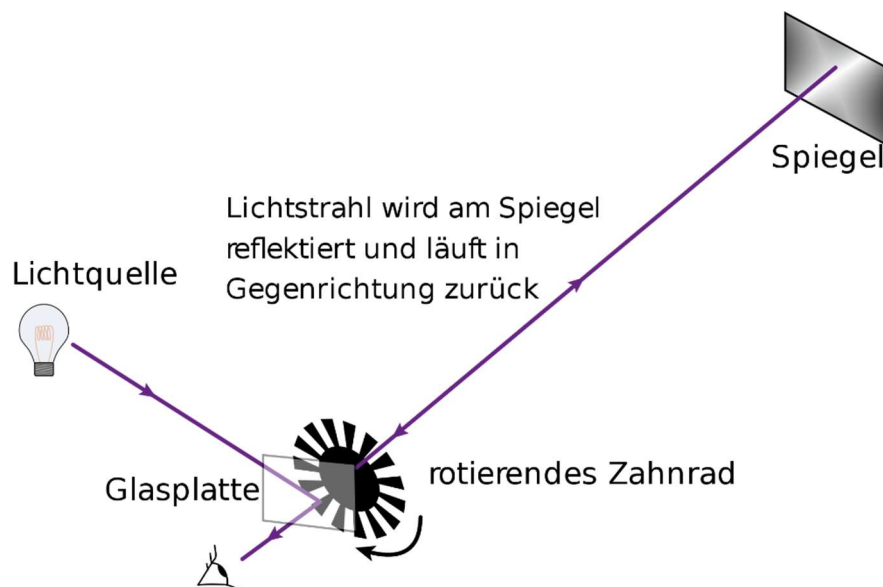 Spiegel
Lichtstrahl wird am Spiegel
reflektiert und läuft in
Gegenrichtung zurück
Lichtquelle
rotierendes Zahnrad
Glasplatte